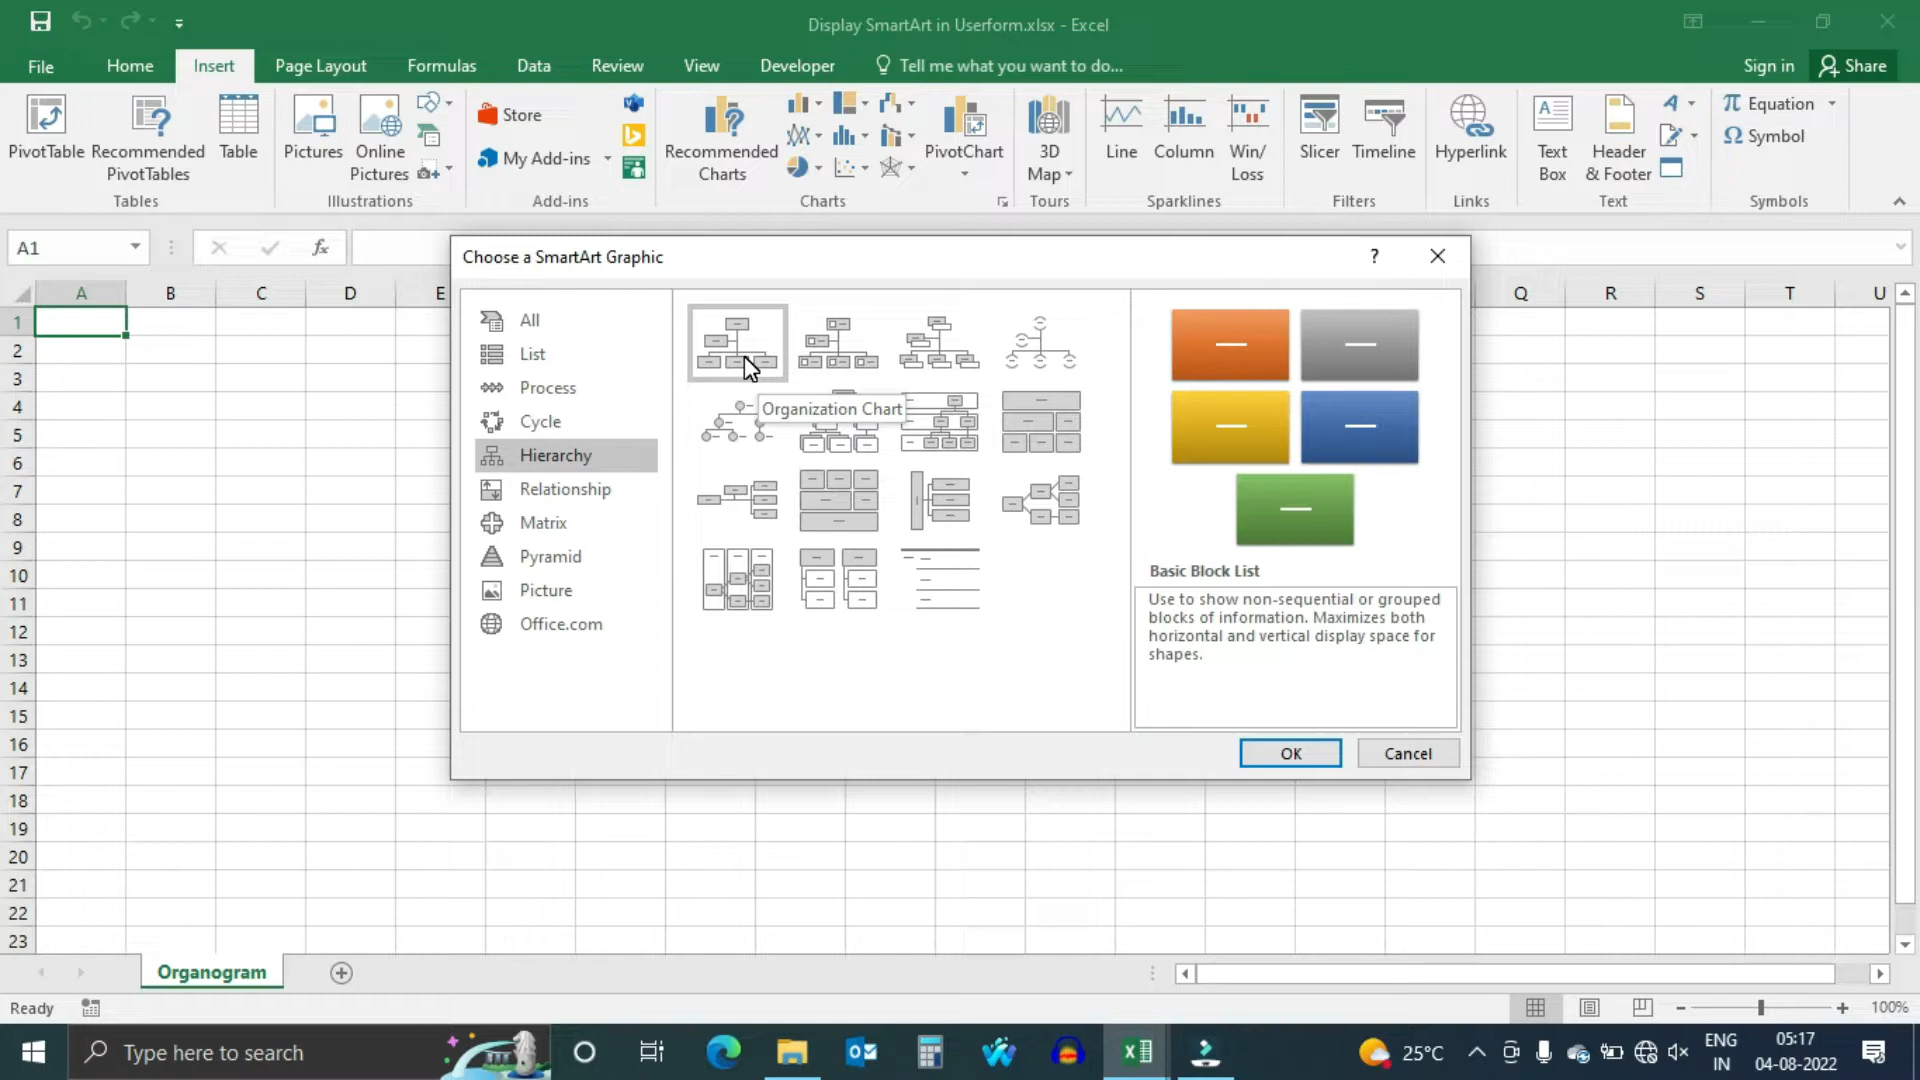 Display SmartArt in Userform.xlsx - Excel
File Home Insert Page Layout Formulas Data Review View Developer Tell me what you want to do... Sign in Share
PivotTable
Recommended
PivotTables
Table
Tables
Pictures
Online
Pictures
Illustrations
Store
My Add-ins
Add-ins
Recommended
Charts
PivotChart
Charts
3D
Map
Tours
Line
Column
Win/
Loss
Sparklines
Slicer
Timeline
Filters
Hyperlink
Links
Text
Box
Header
& Footer
Text
π Equation
Ω Symbol
Symbols
A1
fx
A B C D E Q R S T U
1
2
3
4
5
6
7
8
9
10
11
12
13
14
15
16
17
18
19
20
21
22
23
Choose a SmartArt Graphic
?
All
List
Process
Cycle
Hierarchy
Relationship
Matrix
Pyramid
Picture
Office.com
Organization Chart
Basic Block List
Use to show non-sequential or grouped
blocks of information. Maximizes both
horizontal and vertical display space for
shapes.
OK Cancel
Organogram
Ready
100%
Type here to search
25°C
ENG
IN
05:17
04-08-2022